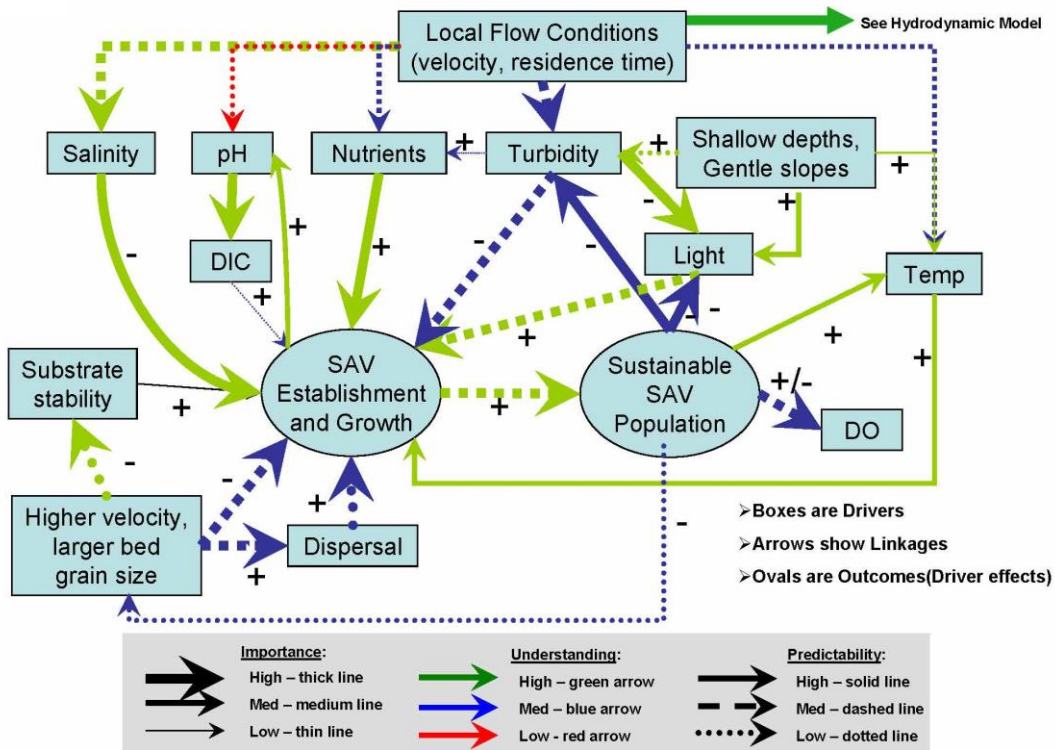 Local Flow Conditions
(velocity, residence time)
See Hydrodynamic Model
Salinity
pH
Nutrients
+
Turbidity
+
Shallow depths,
Gentle slopes
+
-
+
-
DIC
+
+
+
-
-
Light
Temp
- -
+
+
+
Substrate
stability
+
SAV
Establishment
and Growth
+
Sustainable
SAV
Population
+/-
DO
-
-
+
Higher velocity,
larger bed
grain size
+
Dispersal
-
➢Boxes are Drivers
➢Arrows show Linkages
➢Ovals are Outcomes(Driver effects)
Importance:
High – thick line
Med – medium line
Low – thin line
Understanding:
High – green arrow
Med – blue arrow
Low - red arrow
Predictability:
High – solid line
Med – dashed line
Low – dotted line